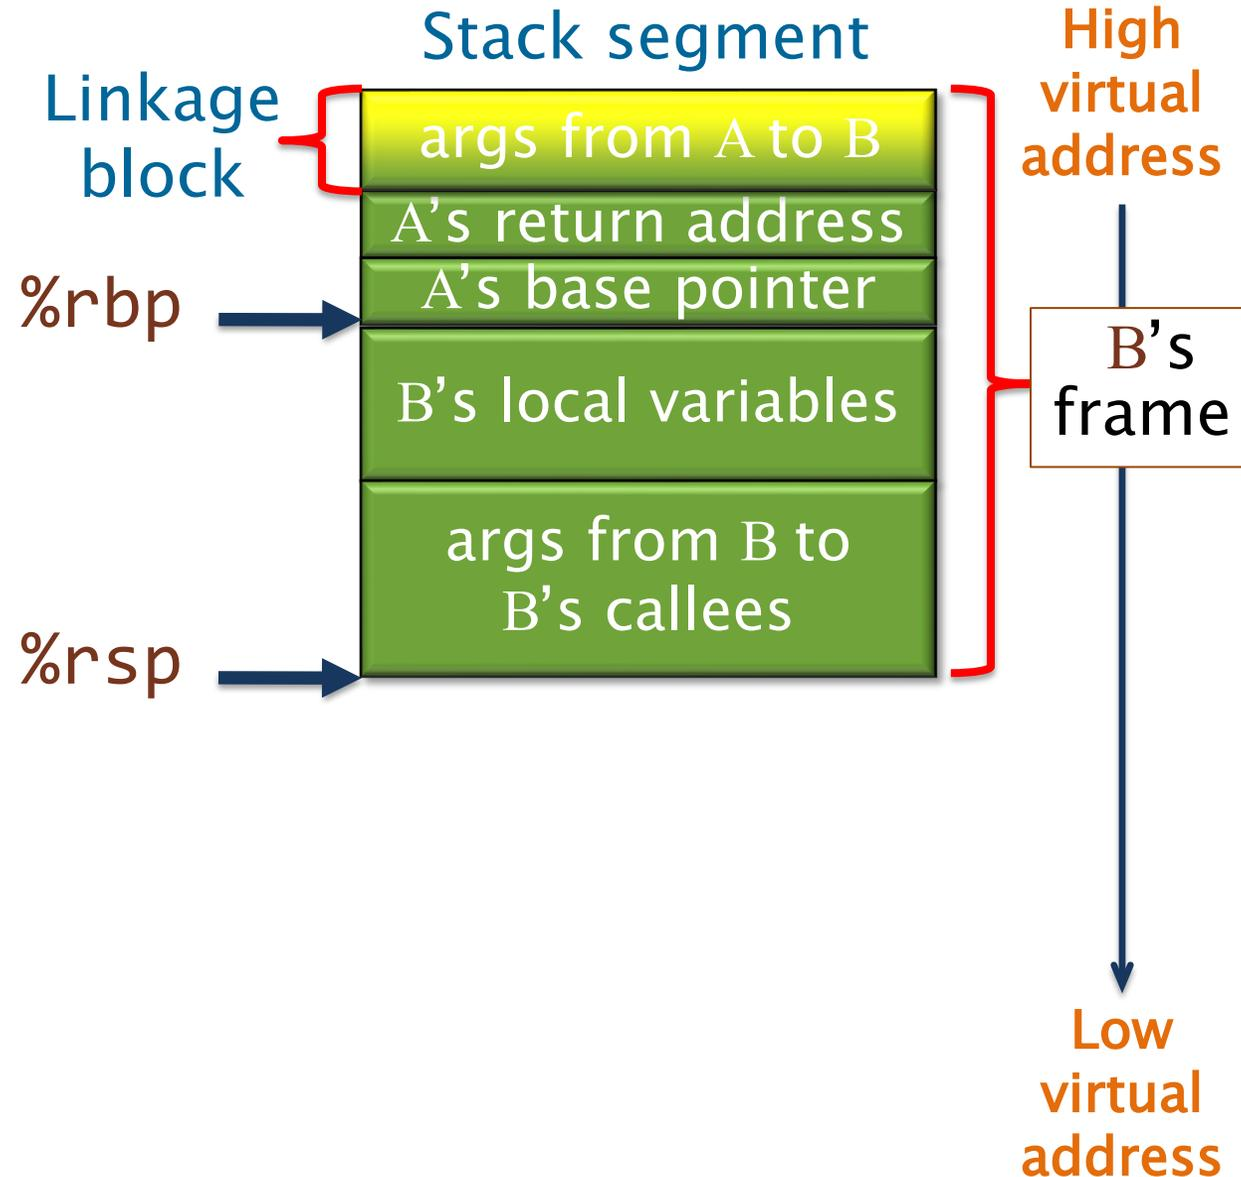 Stack segment
High
virtual
address
Linkage
block
args from A to B
A’s return address
A’s base pointer
%rbp
B’s
frame
B’s local variables
args from B to
B’s callees
%rsp
Low
virtual
address